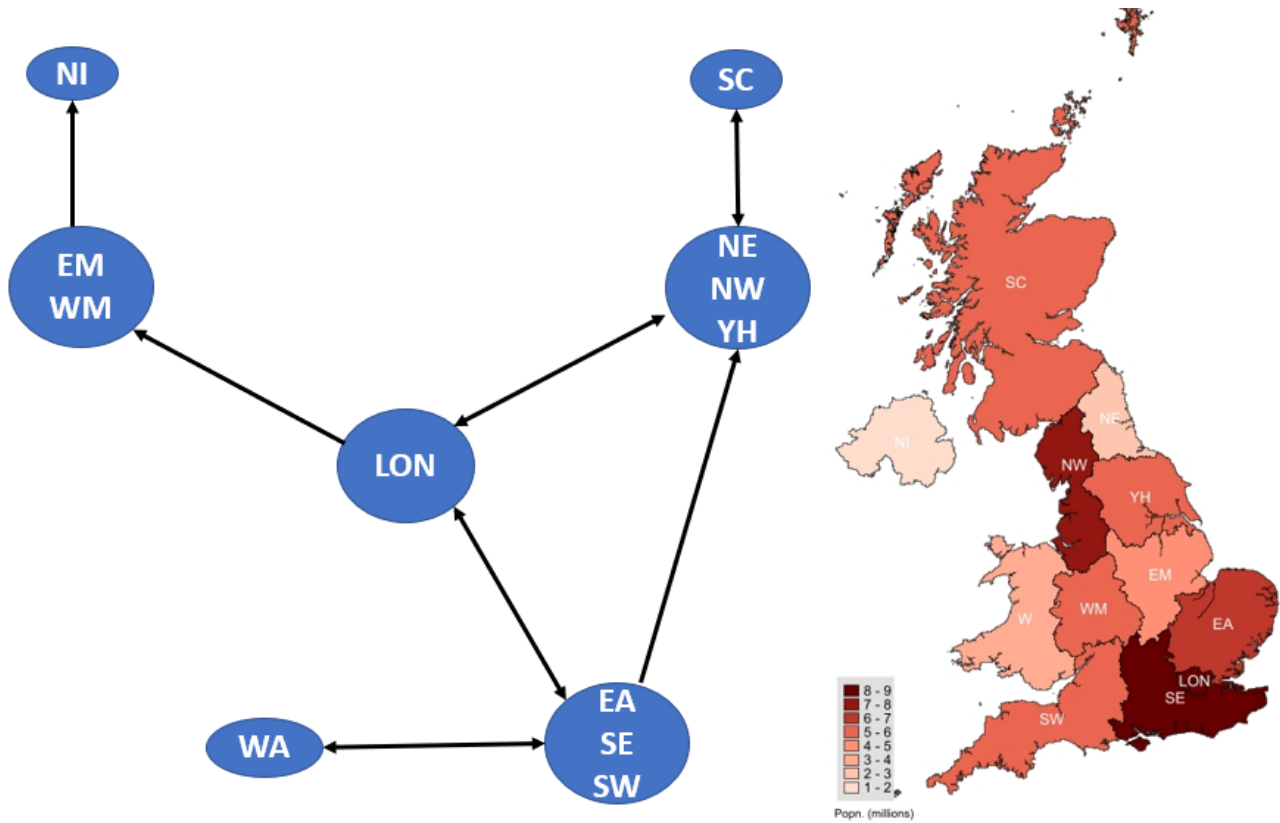 NI
SC
EM
WM
NE
NW
YH
LON
WA
EA
SE
SW
SC
NE
NI
NW
YH
EM
WM
W
EA
LON
SE
SW
8 - 9
7 - 8
6 - 7
5 - 6
4 - 5
3 - 4
2 - 3
1 - 2
Popn. (millions)